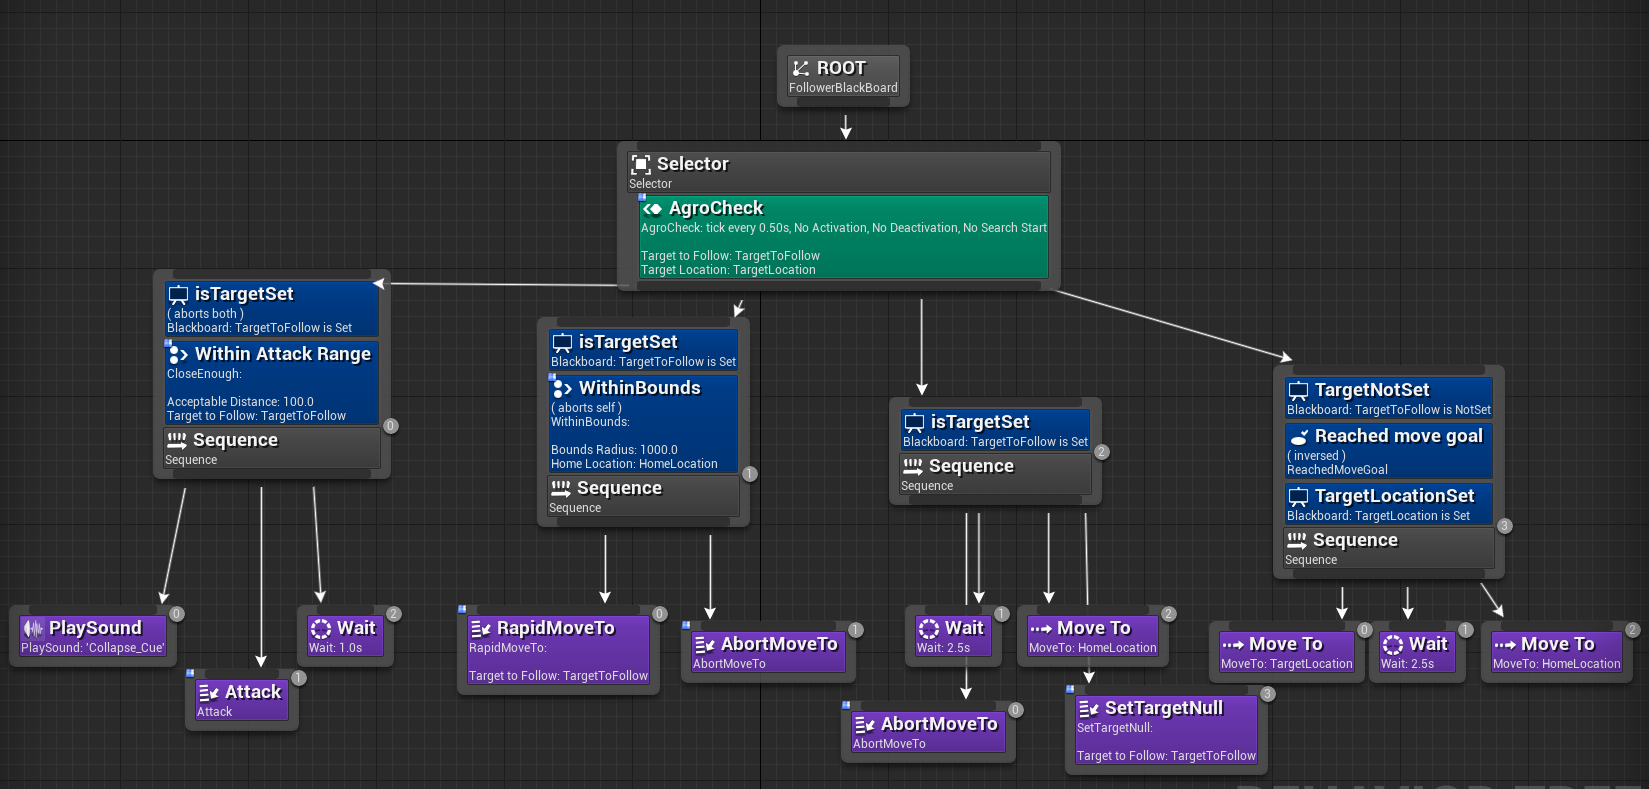 ROOT
FollowerBlackBoard
Selector
Selector
AgroCheck
AgroCheck: tick every 0.50s, No Activation, No Deactivation, No Search Start
Target to Follow: TargetToFollow
Target Location: TargetLocation
isTargetSet
( aborts both )
Blackboard: TargetToFollow is Set
Within Attack Range
CloseEnough:
Acceptable Distance: 100.0
Target to Follow: TargetToFollow
0
Sequence
Sequence
isTargetSet
Blackboard: TargetToFollow is Set
WithinBounds
( aborts self )
WithinBounds:
Bounds Radius: 1000.0
Home Location: HomeLocation
1
Sequence
Sequence
isTargetSet
Blackboard: TargetToFollow is Set
2
Sequence
Sequence
TargetNotSet
Blackboard: TargetToFollow is NotSet
Reached move goal
( inversed )
ReachedMoveGoal
TargetLocationSet
Blackboard: TargetLocation is Set
3
Sequence
Sequence
0
PlaySound
PlaySound: 'Collapse_Cue'
1
Attack
Attack
2
Wait
Wait: 1.0s
0
RapidMoveTo
RapidMoveTo:
Target to Follow: TargetToFollow
1
AbortMoveTo
AbortMoveTo
0
AbortMoveTo
AbortMoveTo
1
Wait
Wait: 2.5s
2
Move To
MoveTo: HomeLocation
3
SetTargetNull
SetTargetNull:
Target to Follow: TargetToFollow
0
Move To
MoveTo: TargetLocation
1
Wait
Wait: 2.5s
2
Move To
MoveTo: HomeLocation